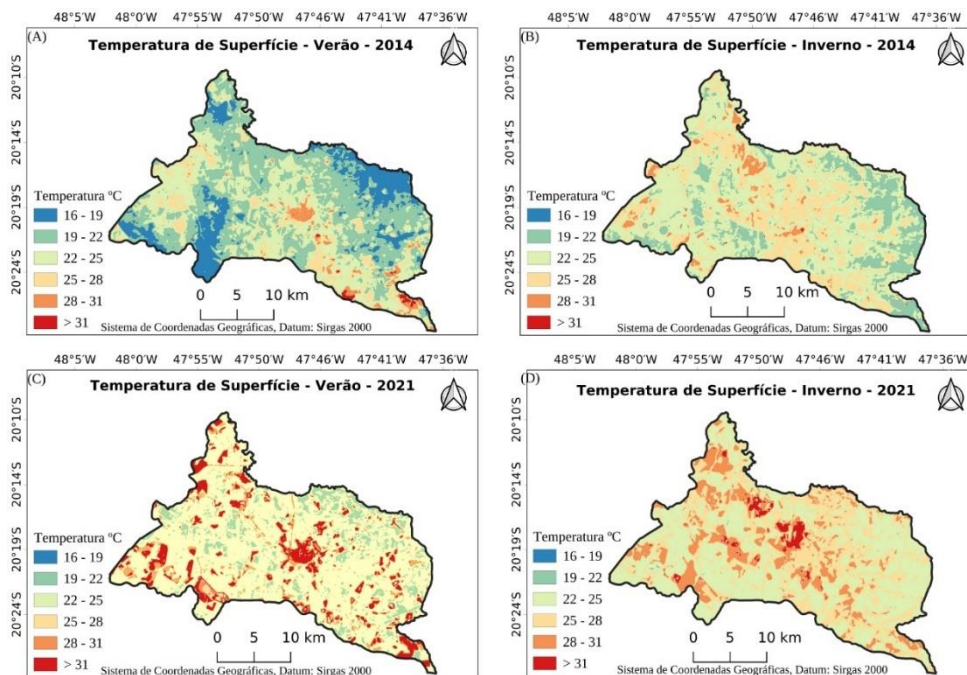 48°5'W 48°0'W 47°55'W 47°50'W 47°46'W 47°41'W 47°36'W
(A)
Temperatura de Superfície - Verão - 2014
20°10'S
20°14'S
20°19'S
20°24'S
Temperatura ºC
16 - 19
19 - 22
22 - 25
25 - 28
28 - 31
> 31
0 5 10 km
Sistema de Coordenadas Geográficas, Datum: Sirgas 2000
48°5'W 48°0'W 47°55'W 47°50'W 47°46'W 47°41'W 47°36'W
(B)
Temperatura de Superfície - Inverno - 2014
20°10'S
20°14'S
20°19'S
20°24'S
Temperatura ºC
16 - 19
19 - 22
22 - 25
25 - 28
28 - 31
> 31
0 5 10 km
Sistema de Coordenadas Geográficas, Datum: Sirgas 2000
48°5'W 48°0'W 47°55'W 47°50'W 47°46'W 47°41'W 47°36'W
(C)
Temperatura de Superfície - Verão - 2021
20°10'S
20°14'S
20°19'S
20°24'S
Temperatura ºC
16 - 19
19 - 22
22 - 25
25 - 28
28 - 31
> 31
0 5 10 km
Sistema de Coordenadas Geográficas, Datum: Sirgas 2000
48°5'W 48°0'W 47°55'W 47°50'W 47°46'W 47°41'W 47°36'W
(D)
Temperatura de Superfície - Inverno - 2021
20°10'S
20°14'S
20°19'S
20°24'S
Temperatura ºC
16 - 19
19 - 22
22 - 25
25 - 28
28 - 31
> 31
0 5 10 km
Sistema de Coordenadas Geográficas, Datum: Sirgas 2000